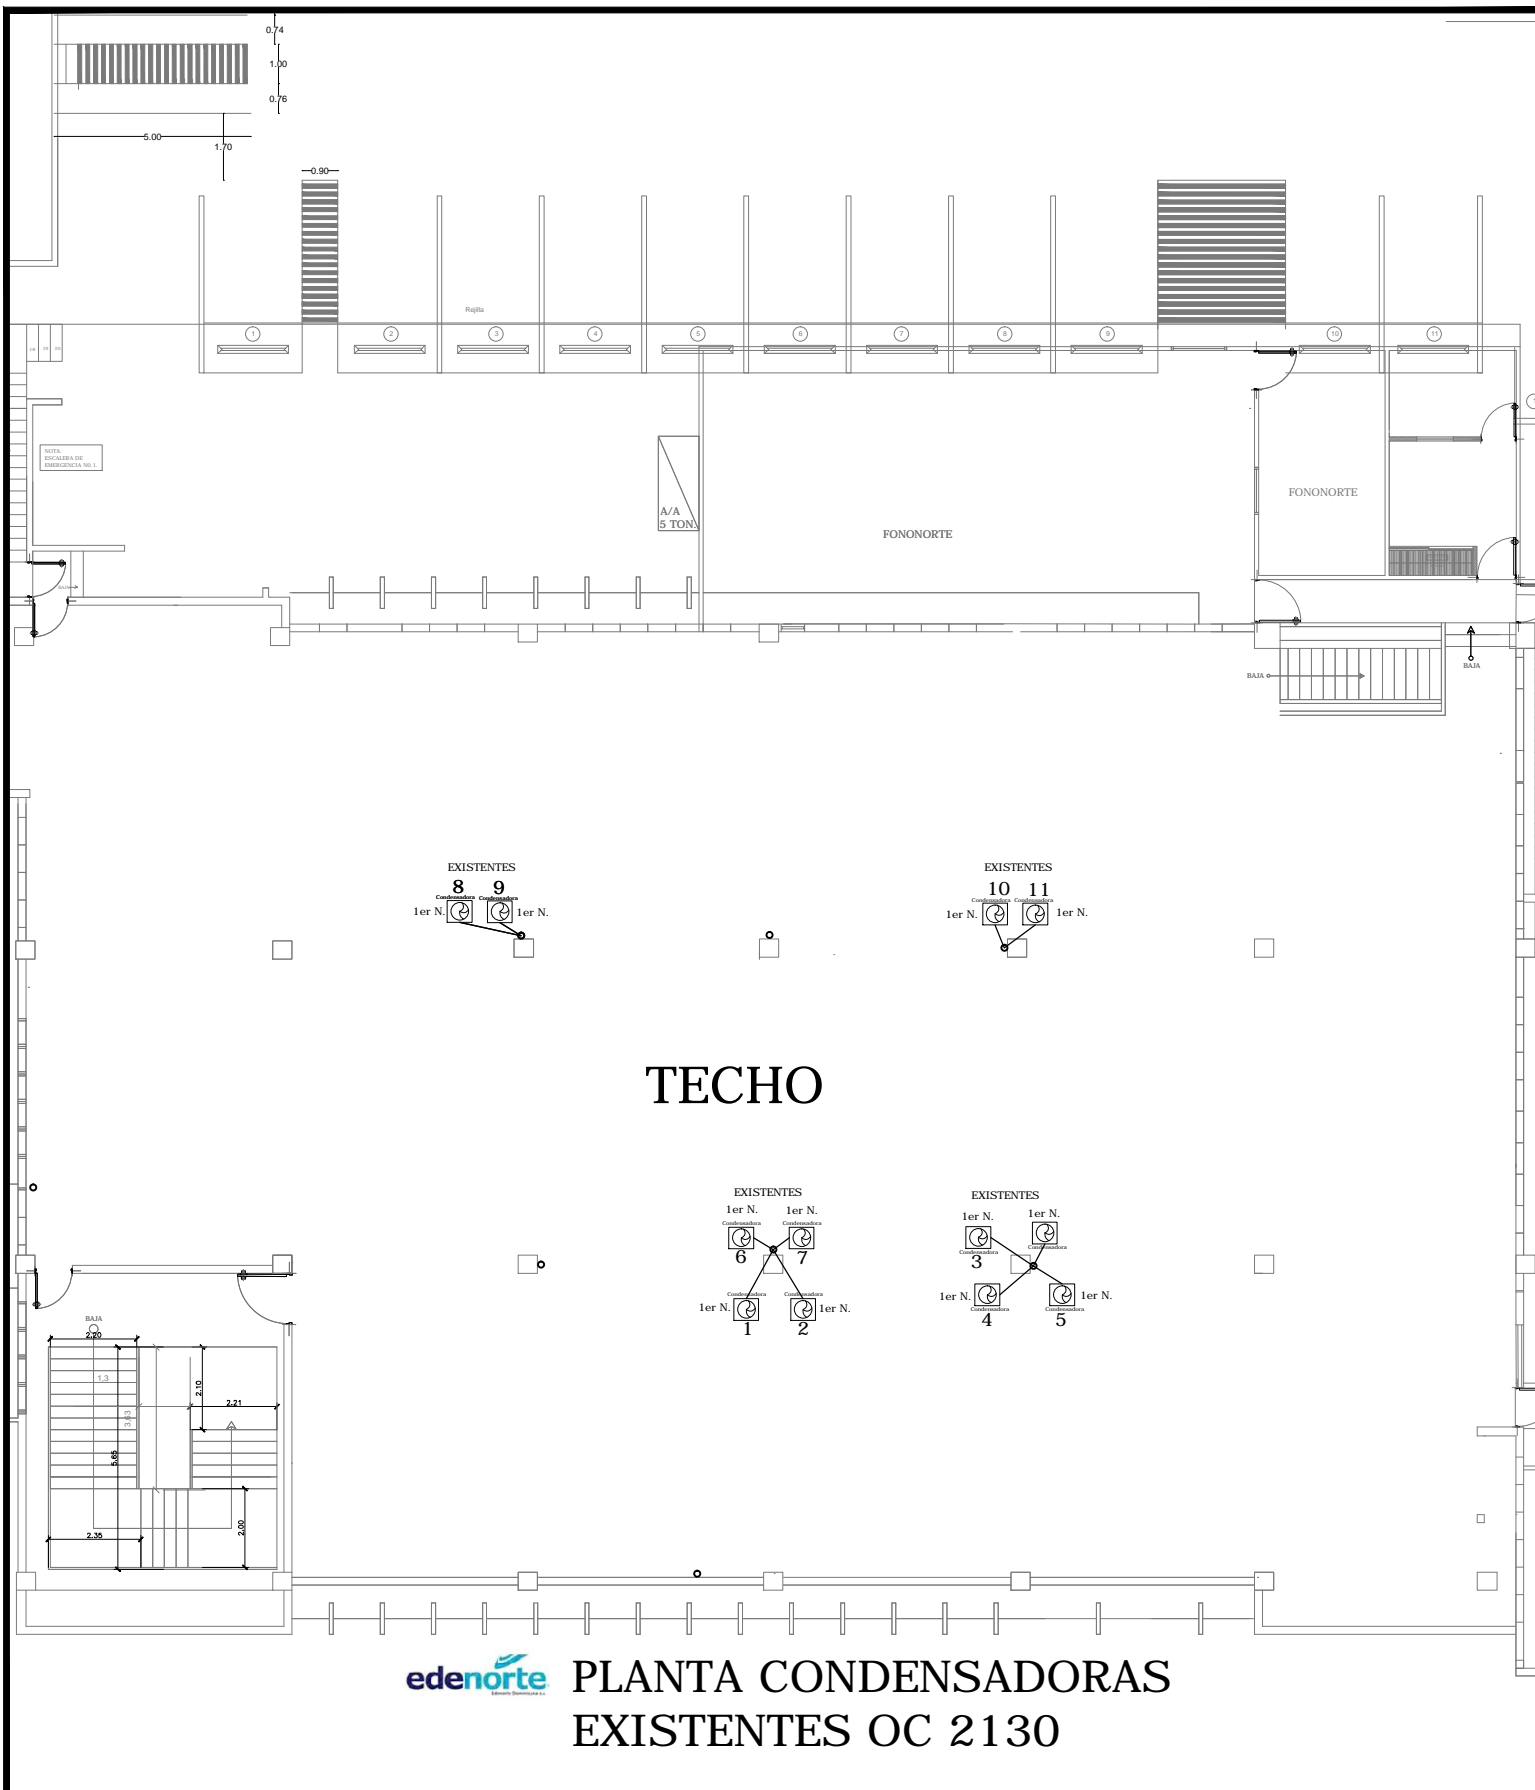 0.74
1.00
0.76
5.00
1.70
0.90
Rejilla
1
2
3
4
5
6
7
8
9
10
11
NOTA:
ESCALERA DE
EMERGENCIA NO. 1.
A/A
5 TON.
FONONORTE
FONONORTE
BAJA
BAJA
BAJA
EXISTENTES
8 9
Condensadora Condensadora
1er N. 1er N.
EXISTENTES
10 11
Condensadora Condensadora
1er N. 1er N.
TECHO
EXISTENTES
1er N. 1er N.
Condensadora Condensadora
6 7
Condensadora Condensadora
1er N. 1er N.
1 2
EXISTENTES
1er N. 1er N.
Condensadora Condensadora
3
1er N. 1er N.
Condensadora Condensadora
4 5
BAJA
2.20
1,3
2.10
2.21
3,63
5.65
2.00
2.35
edenorte
Edenorte Dominicana S.A.
PLANTA CONDENSADORAS
EXISTENTES OC 2130